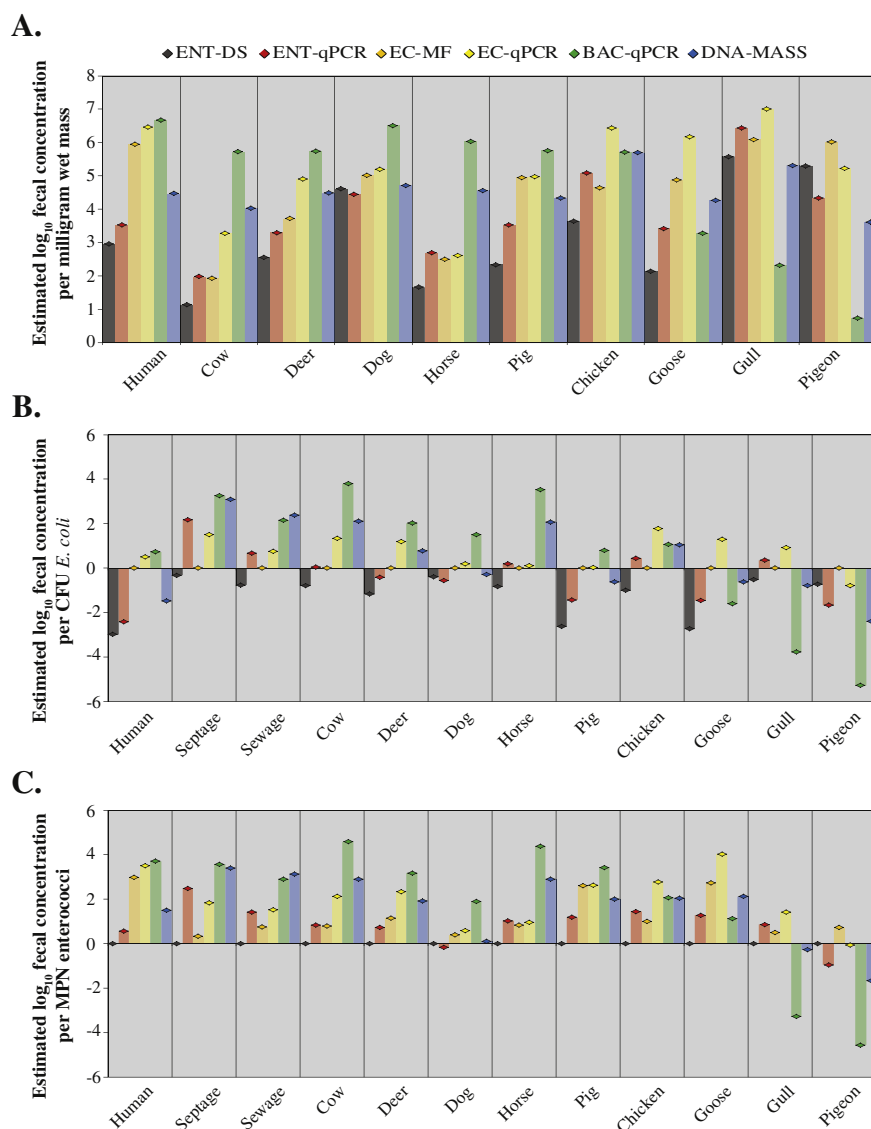 A.
ENT-DS ENT-qPCR EC-MF EC-qPCR BAC-qPCR DNA-MASS
Estimated log10 fecal concentration
per milligram wet mass
8
7
6
5
4
3
2
1
0
Human Cow Deer Dog Horse Pig Chicken Goose Gull Pigeon
B.
Estimated log10 fecal concentration
per CFU E. coli
6
4
2
0
-2
-4
-6
Human Septage Sewage Cow Deer Dog Horse Pig Chicken Goose Gull Pigeon
C.
Estimated log10 fecal concentration
per MPN enterococci
6
4
2
0
-2
-4
-6
Human Septage Sewage Cow Deer Dog Horse Pig Chicken Goose Gull Pigeon